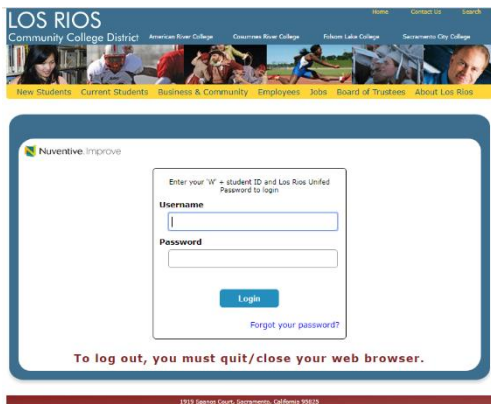 LOS RIOS
Home Contact Us Search
Community College District American River College Cosumnes River College Folsom Lake College Sacramento City College
New Students Current Students Business & Community Employees Jobs Board of Trustees About Los Rios
Nuventive. Improve
Enter your 'W' + student ID and Los Rios Unifed
Password to login
Username
Password
Login
Forgot your password?
To log out, you must quit/close your web browser.
1919 Spanos Court, Sacramento, California 95825